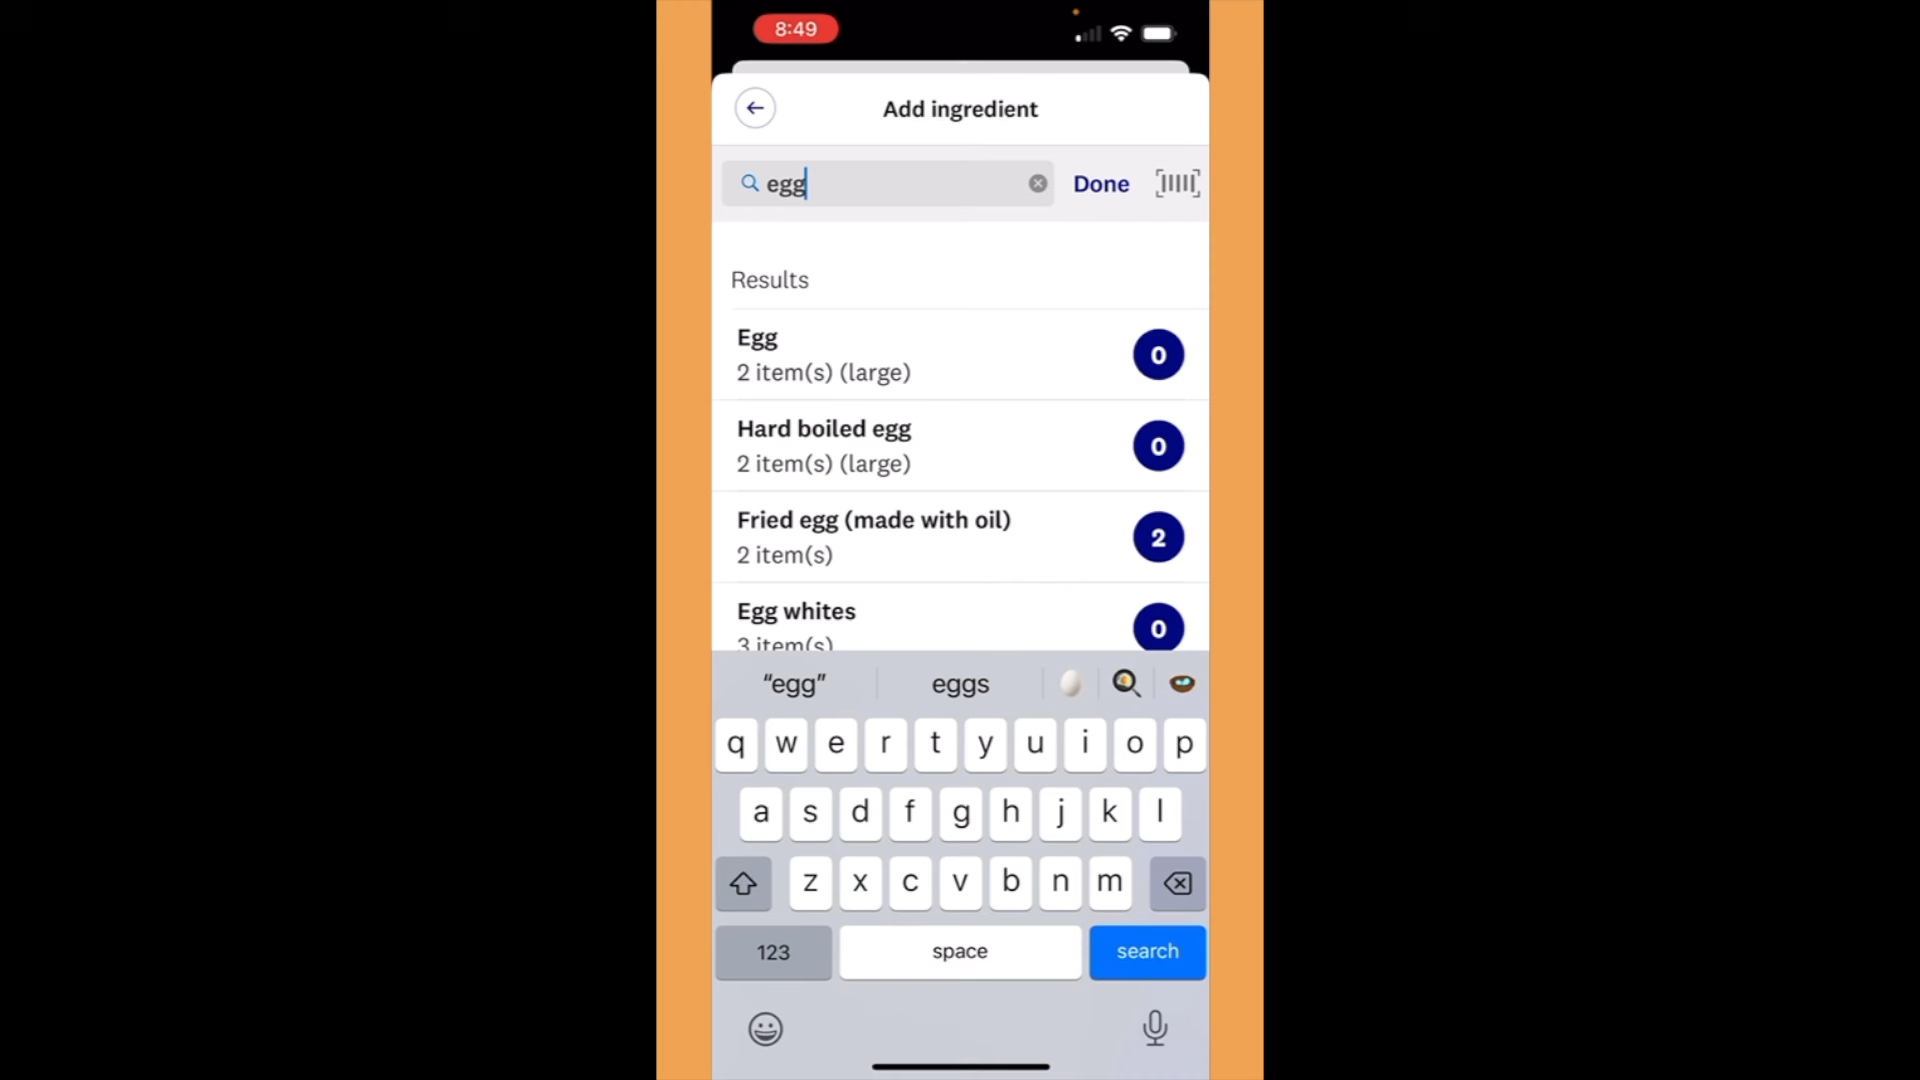 8:49
Add ingredient
egg
Done
Results
Egg
2 item(s) (large)
0
Hard boiled egg
2 item(s) (large)
0
Fried egg (made with oil)
2 item(s)
2
Egg whites
3 item(s)
0
“egg”
eggs
q w e r t y u i o p
a s d f g h j k l
z x c v b n m
123
space
search